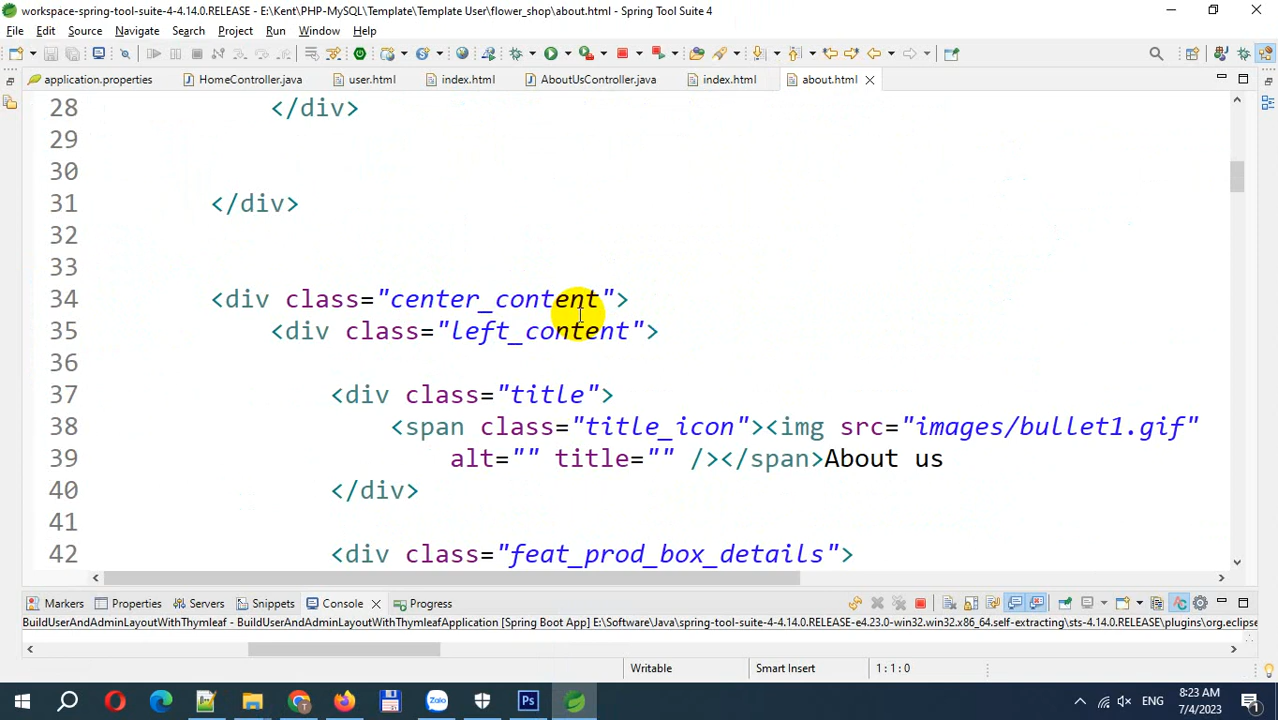 workspace-spring-tool-suite-4-4.14.0.RELEASE - E:\Kent\PHP-MySQL\Template\Template User\flower_shop\about.html - Spring Tool Suite 4
File Edit Source Navigate Search Project Run Window Help
application.properties HomeController.java user.html index.html AboutUsController.java index.html about.html
28 </div>
29
30
31 </div>
32
33
34 <div class="center_content">
35 <div class="left_content">
36
37 <div class="title">
38 <span class="title_icon"><img src="images/bullet1.gif"
39 alt="" title="" /></span>About us
40 </div>
41
42 <div class="feat_prod_box_details">
Markers Properties Servers Snippets Console Progress
BuildUserAndAdminLayoutWithThymleaf - BuildUserAndAdminLayoutWithThymleafApplication [Spring Boot App] E:\Software\Java\spring-tool-suite-4-4.14.0.RELEASE-e4.23.0-win32.win32.x86_64.self-extracting\sts-4.14.0.RELEASE\plugins\org.eclipse
Writable Smart Insert 1 : 1 : 0
Zalo Ps ENG 8:23 AM
7/4/2023 1